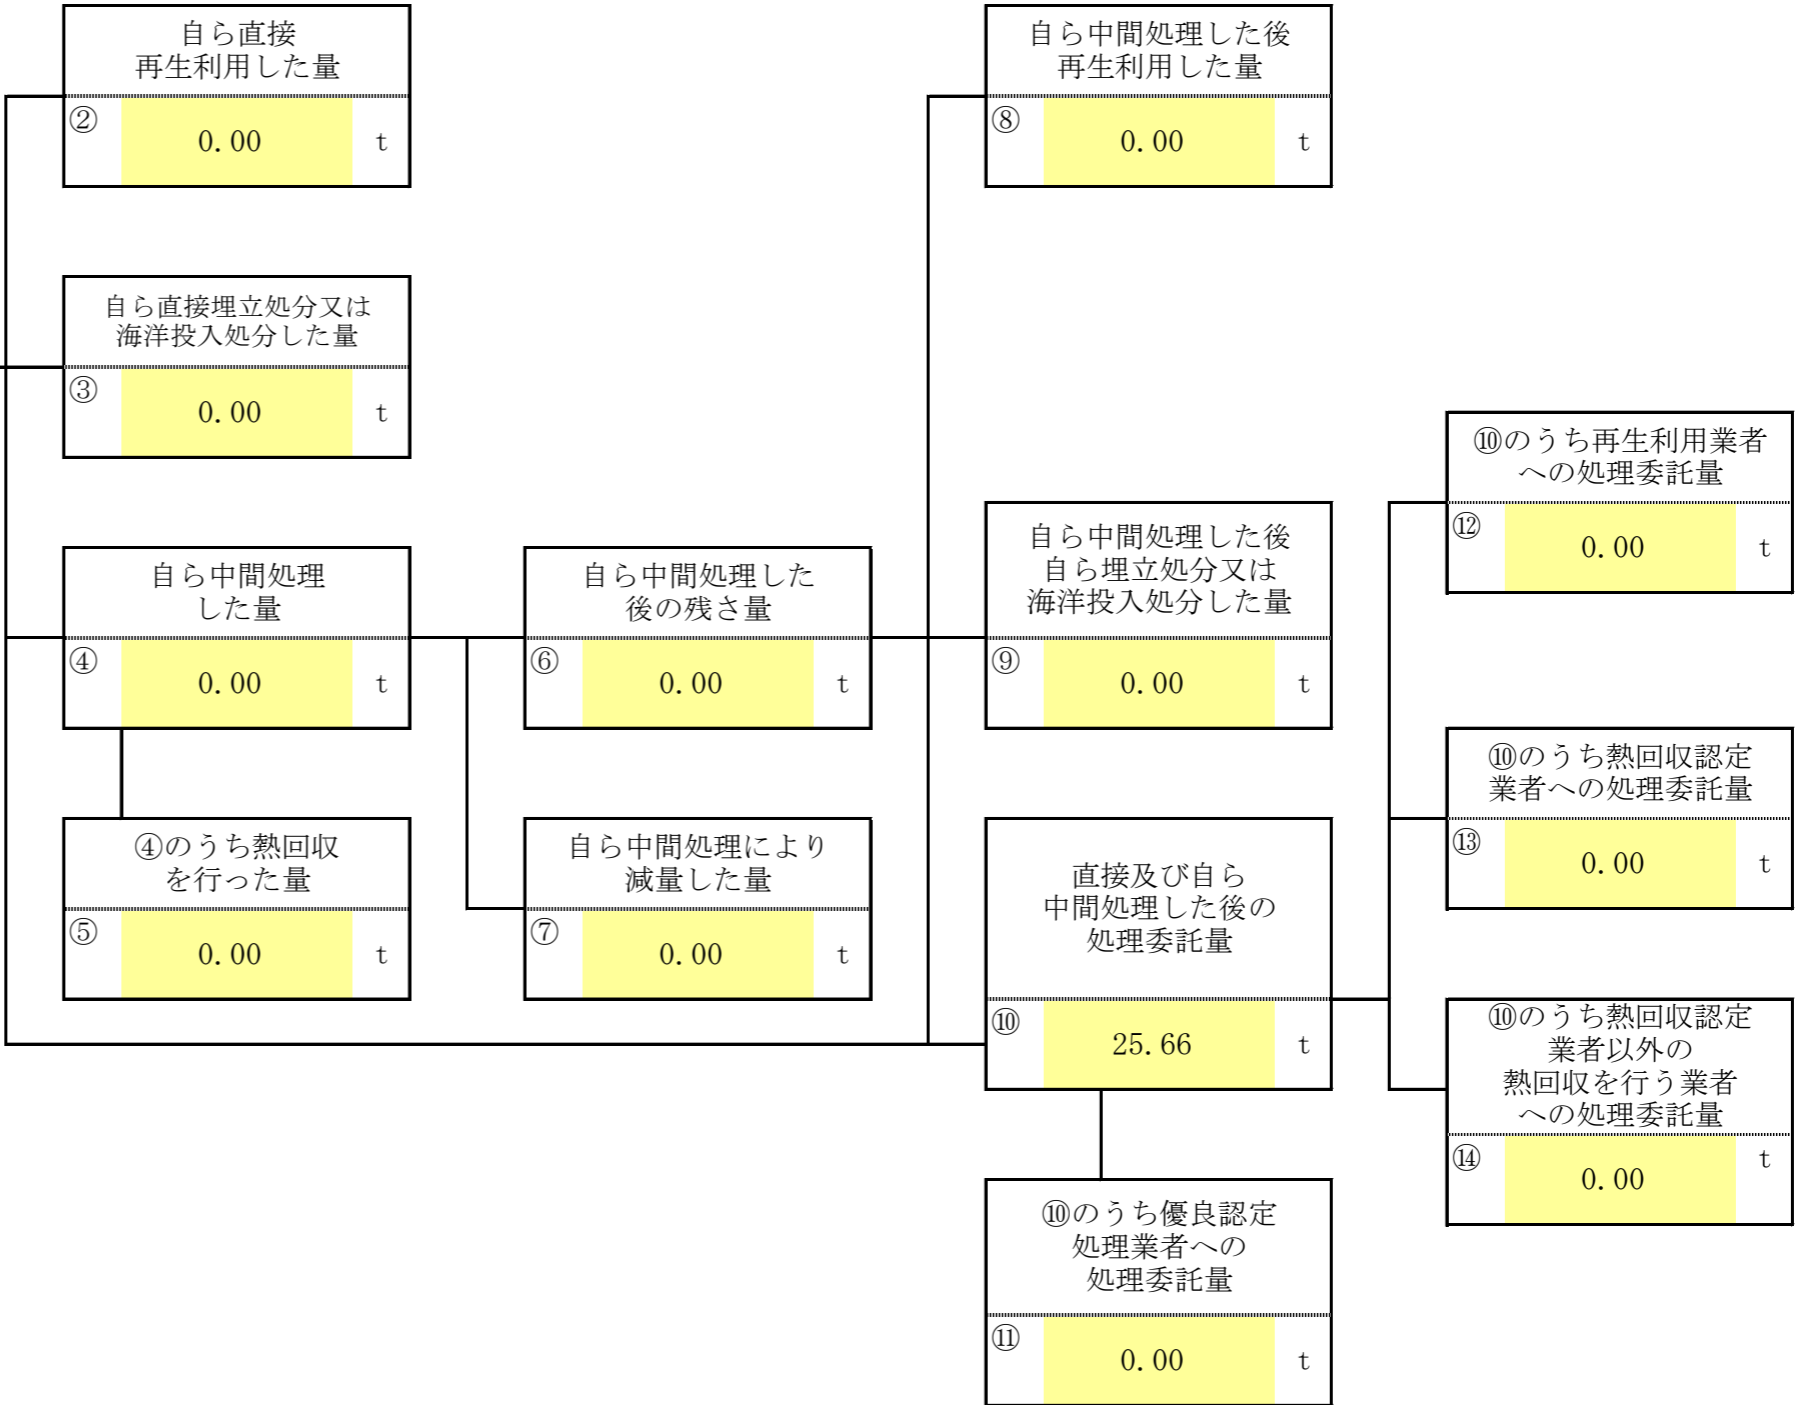 自ら直接
再生利用した量
②
0.00
t
自ら中間処理した後
再生利用した量
⑧
0.00
t
自ら直接埋立処分又は
海洋投入処分した量
③
0.00
t
⑩のうち再生利用業者
への処理委託量
⑫
0.00
t
自ら中間処理
した量
④
0.00
t
自ら中間処理した
後の残さ量
⑥
0.00
t
自ら中間処理した後
自ら埋立処分又は
海洋投入処分した量
⑨
0.00
t
⑩のうち熱回収認定
業者への処理委託量
⑬
0.00
t
④のうち熱回収
を行った量
⑤
0.00
t
自ら中間処理により
減量した量
⑦
0.00
t
直接及び自ら
中間処理した後の
処理委託量
⑩
25.66
t
⑩のうち熱回収認定
業者以外の
熱回収を行う業者
への処理委託量
⑭
0.00
t
⑩のうち優良認定
処理業者への
処理委託量
⑪
0.00
t